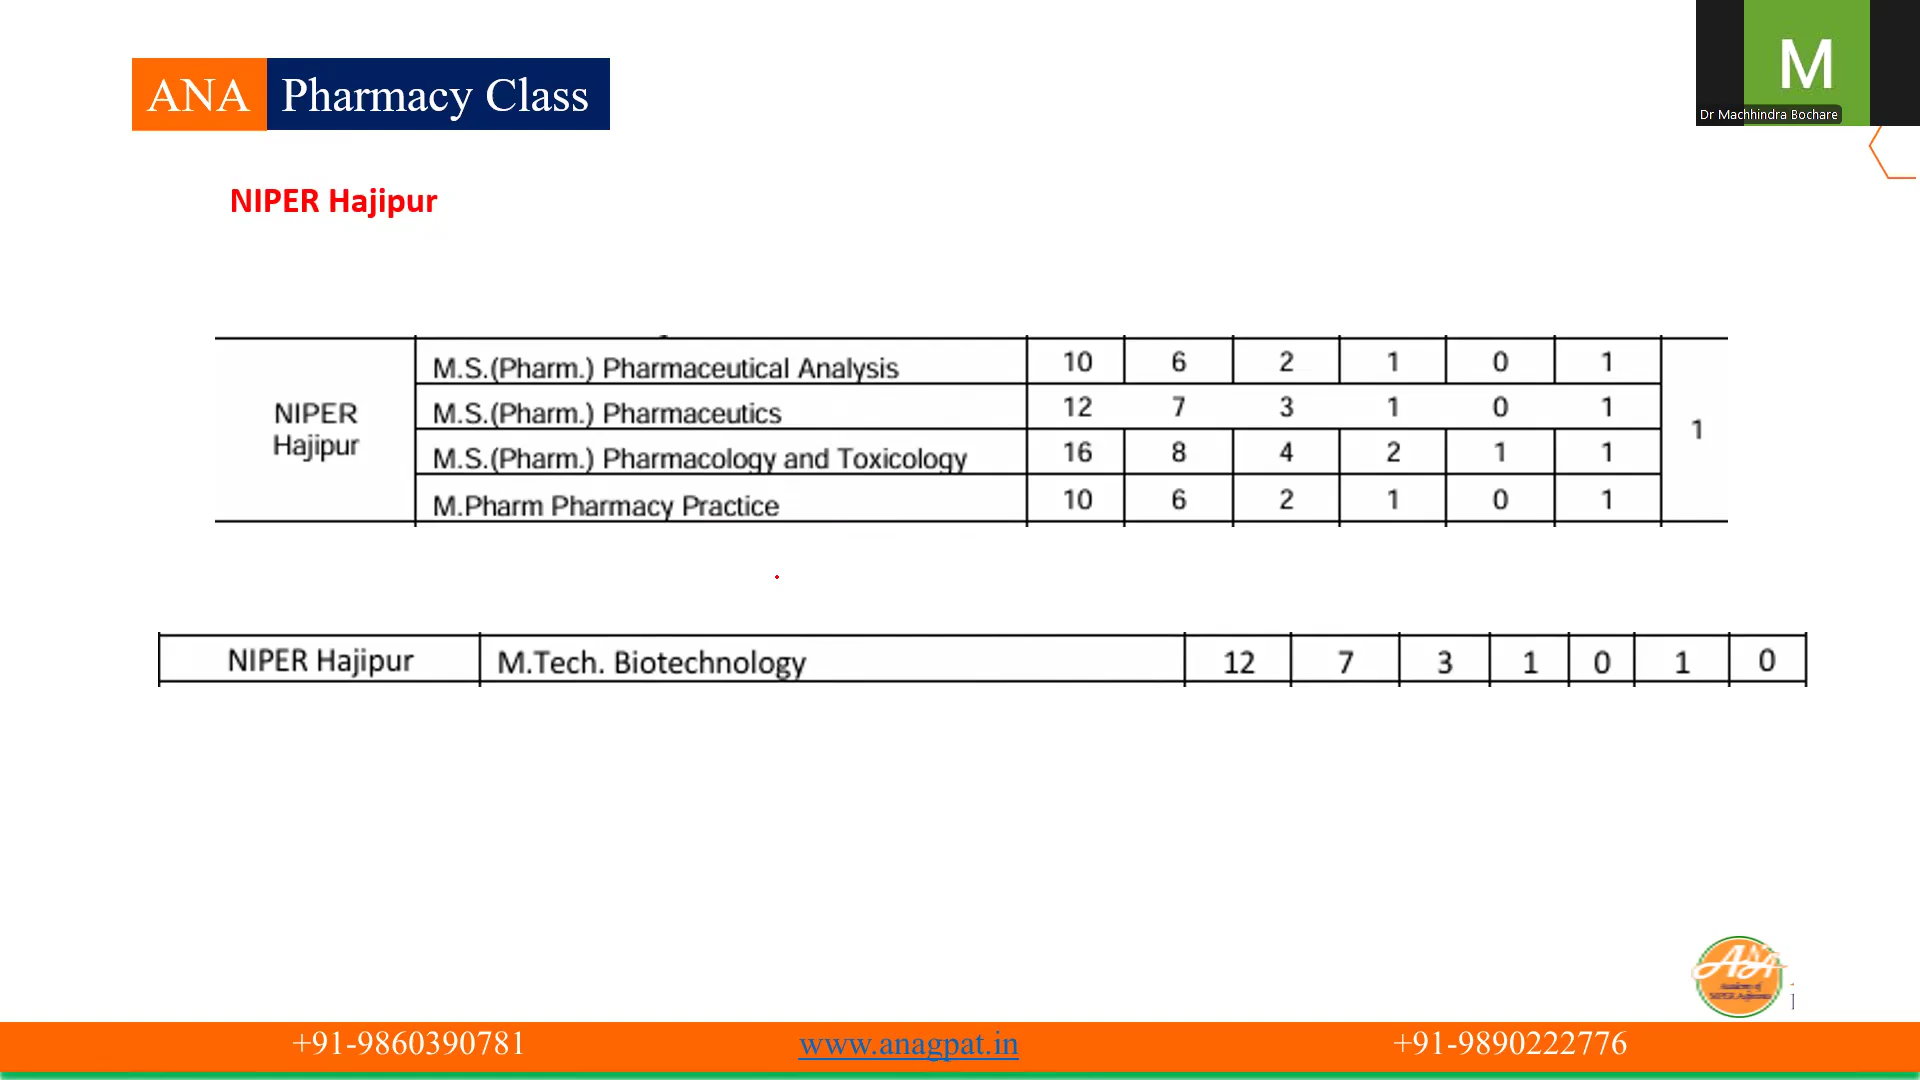 ANA Pharmacy Class
M
Dr Machhindra Bochare
NIPER Hajipur
NIPER
Hajipur
M.S.(Pharm.) Pharmaceutical Analysis 10 6 2 1 0 1
M.S.(Pharm.) Pharmaceutics 12 7 3 1 0 1
M.S.(Pharm.) Pharmacology and Toxicology 16 8 4 2 1 1
M.Pharm Pharmacy Practice 10 6 2 1 0 1
1
NIPER Hajipur M.Tech. Biotechnology 12 7 3 1 0 1 0
ANA
+91-9860390781 www.anagpat.in +91-9890222776